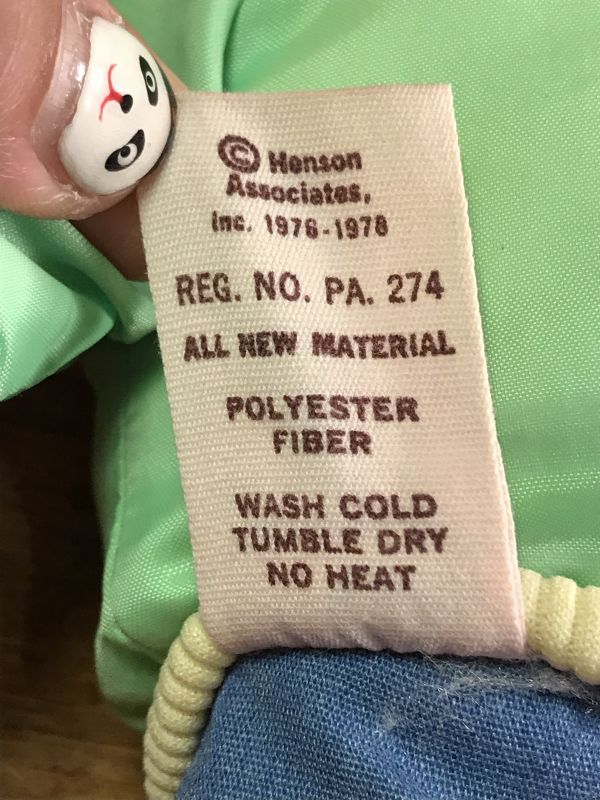 © Henson
Associates,
Inc. 1976-1978
REG. NO. PA. 274
ALL NEW MATERIAL
POLYESTER
FIBER
WASH COLD
TUMBLE DRY
NO HEAT